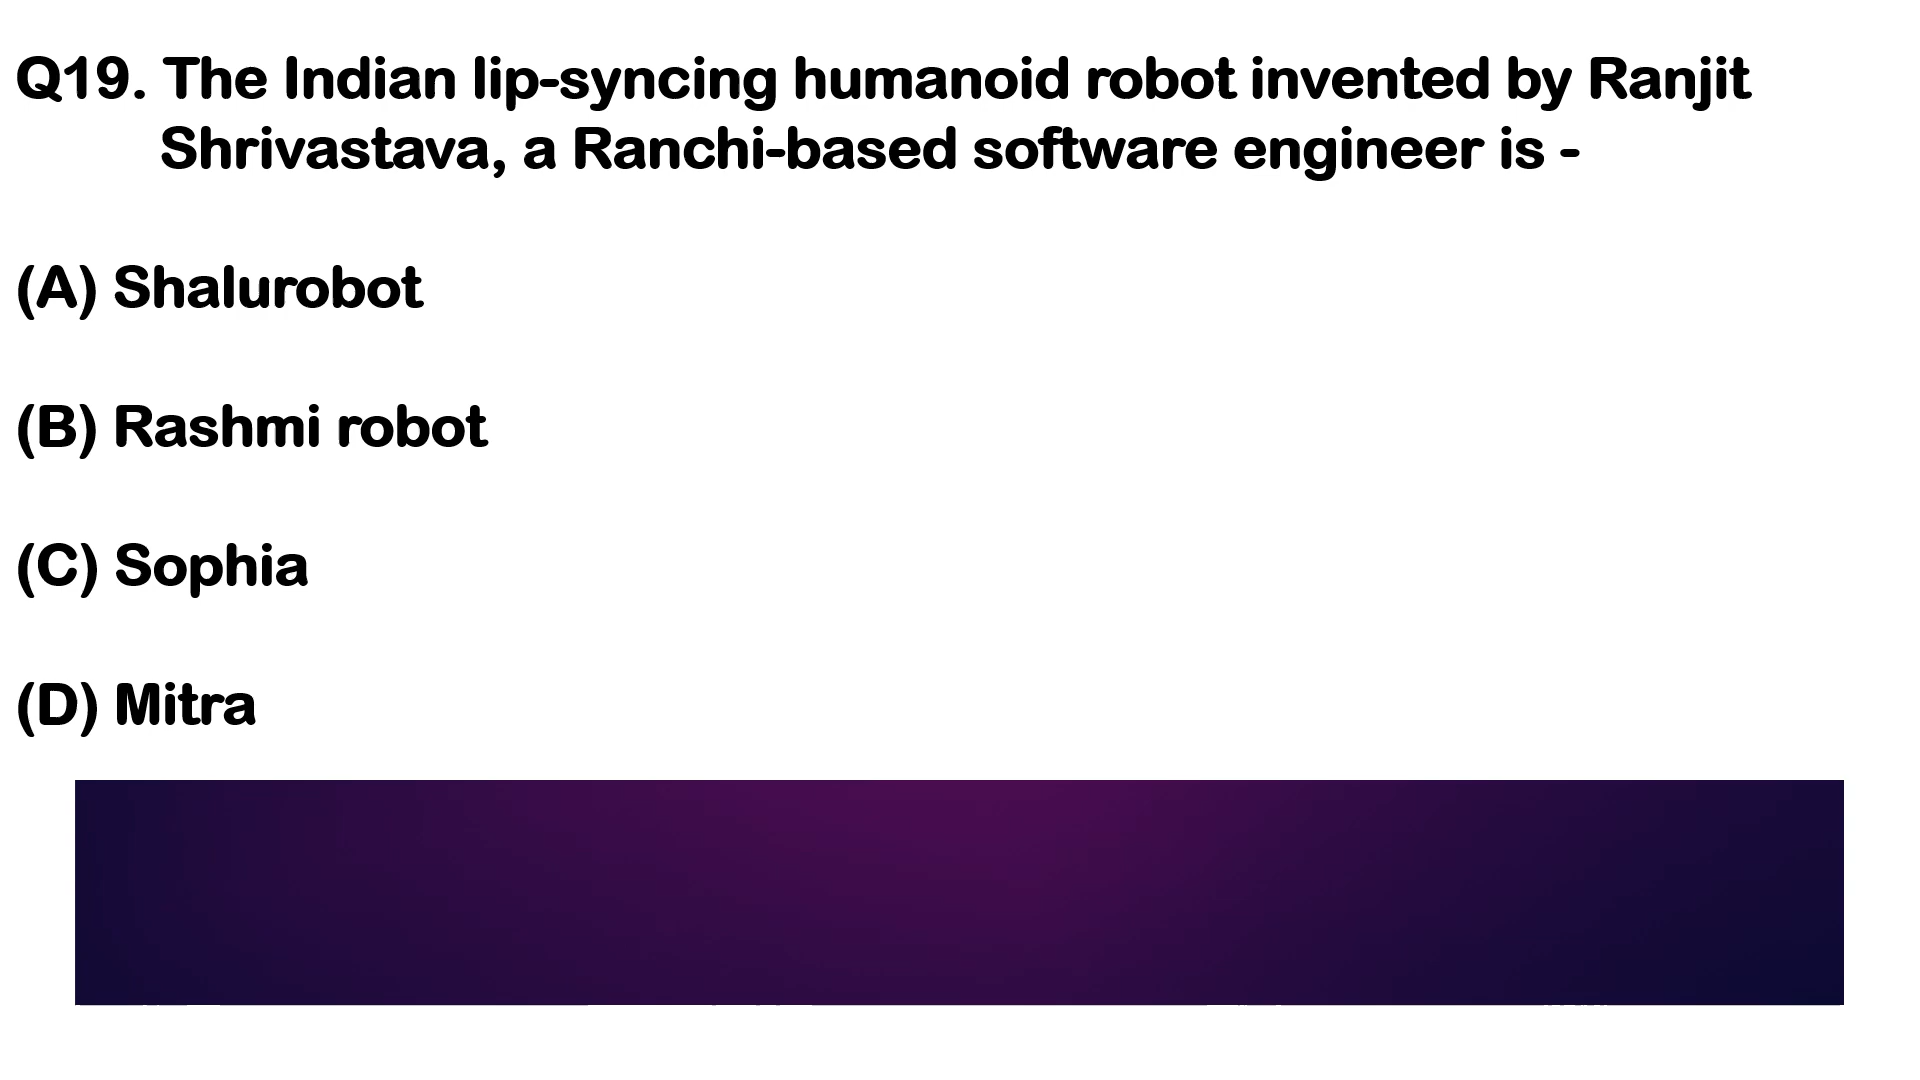 Q19. The Indian lip-syncing humanoid robot invented by Ranjit
Shrivastava, a Ranchi-based software engineer is -
(A) Shalurobot
(B) Rashmi robot
(C) Sophia
(D) Mitra